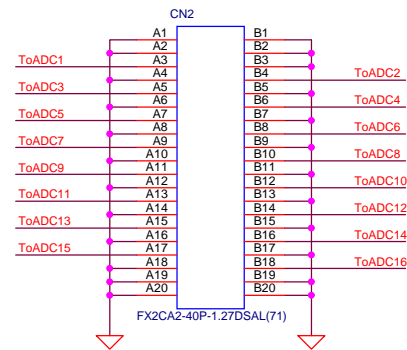 CN2
A1 B1
A2 B2
ToADC1 A3 B3
A4 B4 ToADC2
ToADC3 A5 B5
A6 B6 ToADC4
ToADC5 A7 B7
A8 B8 ToADC6
ToADC7 A9 B9
A10 B10 ToADC8
ToADC9 A11 B11
A12 B12 ToADC10
ToADC11 A13 B13
A14 B14 ToADC12
ToADC13 A15 B15
A16 B16 ToADC14
ToADC15 A17 B17
A18 B18 ToADC16
A19 B19
A20 B20
FX2CA2-40P-1.27DSAL(71)